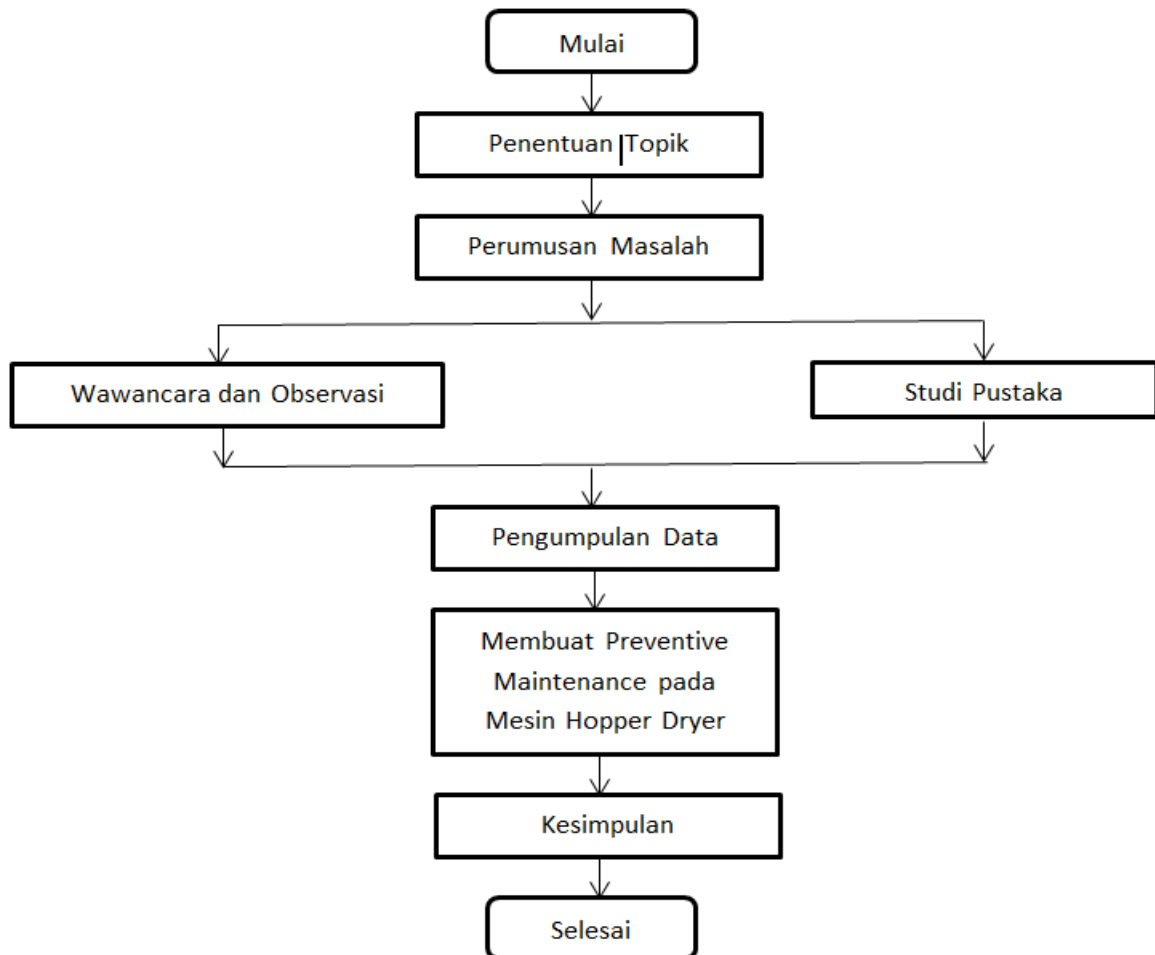 Mulai
Penentuan Topik
Perumusan Masalah
Wawancara dan Observasi
Studi Pustaka
Pengumpulan Data
Membuat Preventive
Maintenance pada
Mesin Hopper Dryer
Kesimpulan
Selesai